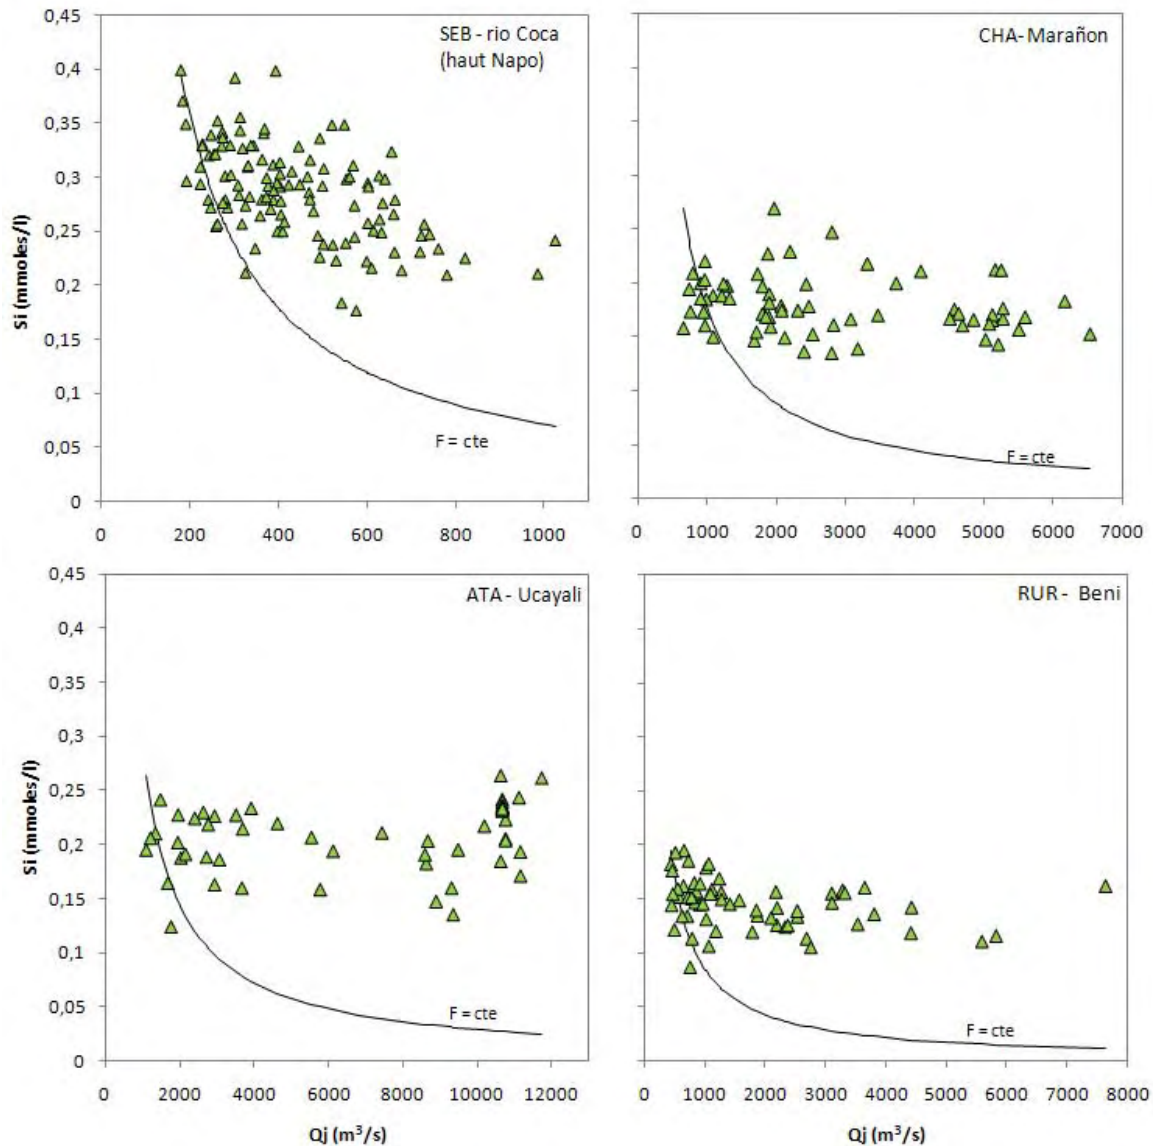 SEB - rio Coca
(haut Napo)
Si (mmoles/l)
0,45
0,4
0,35
0,3
0,25
0,2
0,15
0,1
0,05
0
F = cte
0 200 400 600 800 1000
CHA- Marañon
F = cte
0 1000 2000 3000 4000 5000 6000 7000
ATA - Ucayali
Si (mmoles/l)
0,45
0,4
0,35
0,3
0,25
0,2
0,15
0,1
0,05
0
F = cte
0 2000 4000 6000 8000 10000 12000
Qj (m³/s)
RUR - Beni
F = cte
0 1000 2000 3000 4000 5000 6000 7000 8000
Qj (m³/s)